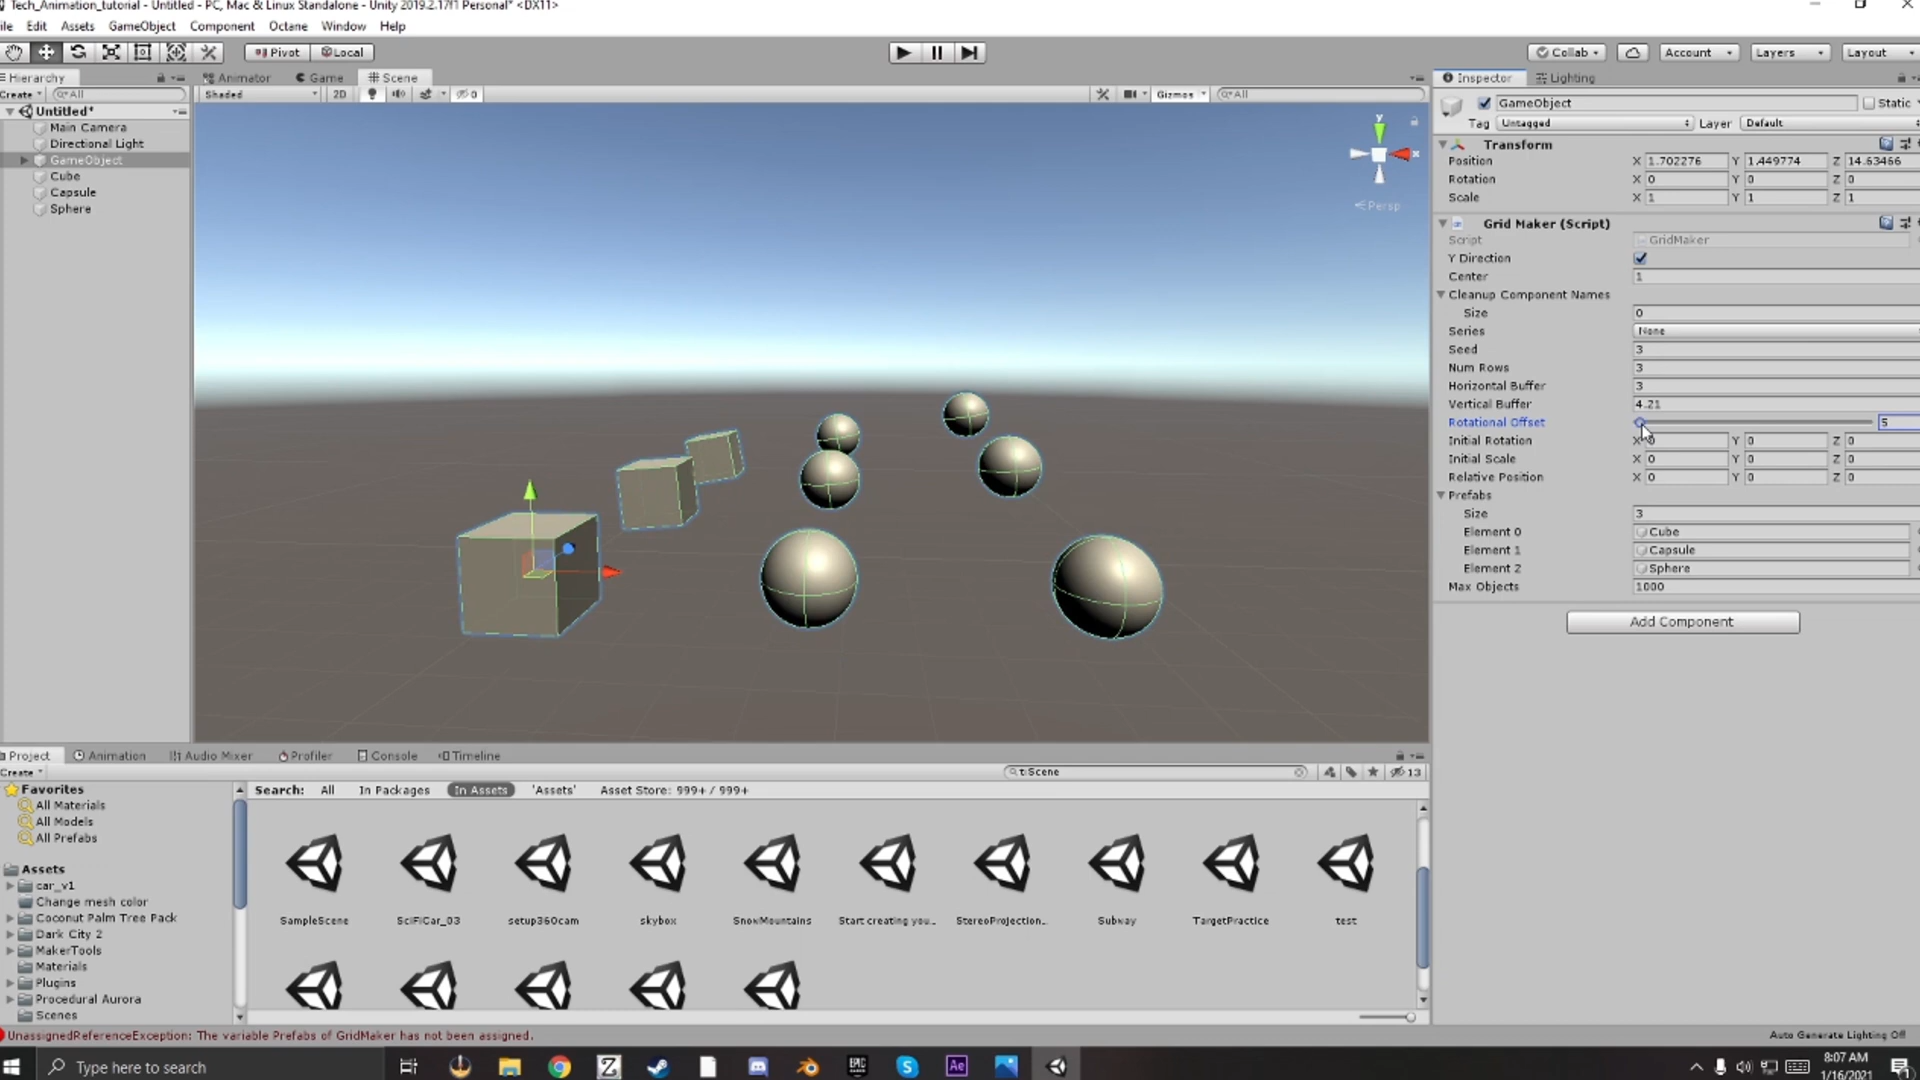 Tech_Animation_tutorial - Untitled - PC, Mac & Linux Standalone - Unity 2019.2.17f1 Personal* <DX11>
ile Edit Assets GameObject Component Octane Window Help
Pivot Local Collab Account Layers Layout
Hierarchy Animator Game Scene Inspector Lighting
Create All Shaded 2D 0 Gizmos All
Untitled*
Main Camera
Directional Light
GameObject
Cube
Capsule
Sphere
y
x
Persp
GameObject Static
Tag Untagged Layer Default
Transform
Position X 1.702276 Y 1.449774 Z 14.63466
Rotation X 0 Y 0 Z 0
Scale X 1 Y 1 Z 1
Grid Maker (Script)
Script GridMaker
Y Direction
Center 1
Cleanup Component Names
Size 0
Series None
Seed 3
Num Rows 3
Horizontal Buffer 3
Vertical Buffer 4.21
Rotational Offset 5
Initial Rotation X 0 Y 0 Z 0
Initial Scale X 0 Y 0 Z 0
Relative Position X 0 Y 0 Z 0
Prefabs
Size 3
Element 0 Cube
Element 1 Capsule
Element 2 Sphere
Max Objects 1000
Add Component
Project Animation Audio Mixer Profiler Console Timeline
Create t:Scene 13
Favorites
All Materials
All Models
All Prefabs
Assets
car_v1
Change mesh color
Coconut Palm Tree Pack
Dark City 2
MakerTools
Materials
Plugins
Procedural Aurora
Scenes
Search: All In Packages In Assets 'Assets' Asset Store: 999+ / 999+
SampleScene SciFiCar_03 setup360cam skybox SnowMountains Start creating you... StereoProjection... Subway TargetPractice test
UnassignedReferenceException: The variable Prefabs of GridMaker has not been assigned.
Auto Generate Lighting Off
Type here to search
Z
EPIC GAMES
S
Ae
8:07 AM
1/16/2021
1